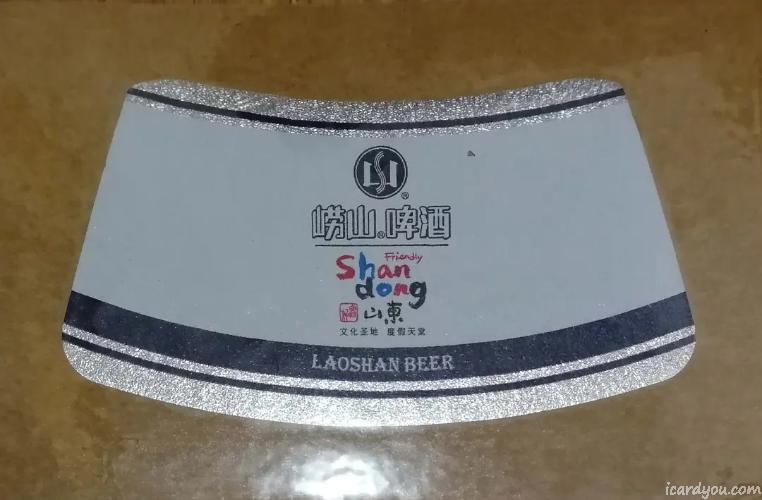 ®
崂山®啤酒
Friendly
Shan
dong
山東
文化圣地 度假天堂
LAOSHAN BEER
icardyou.com